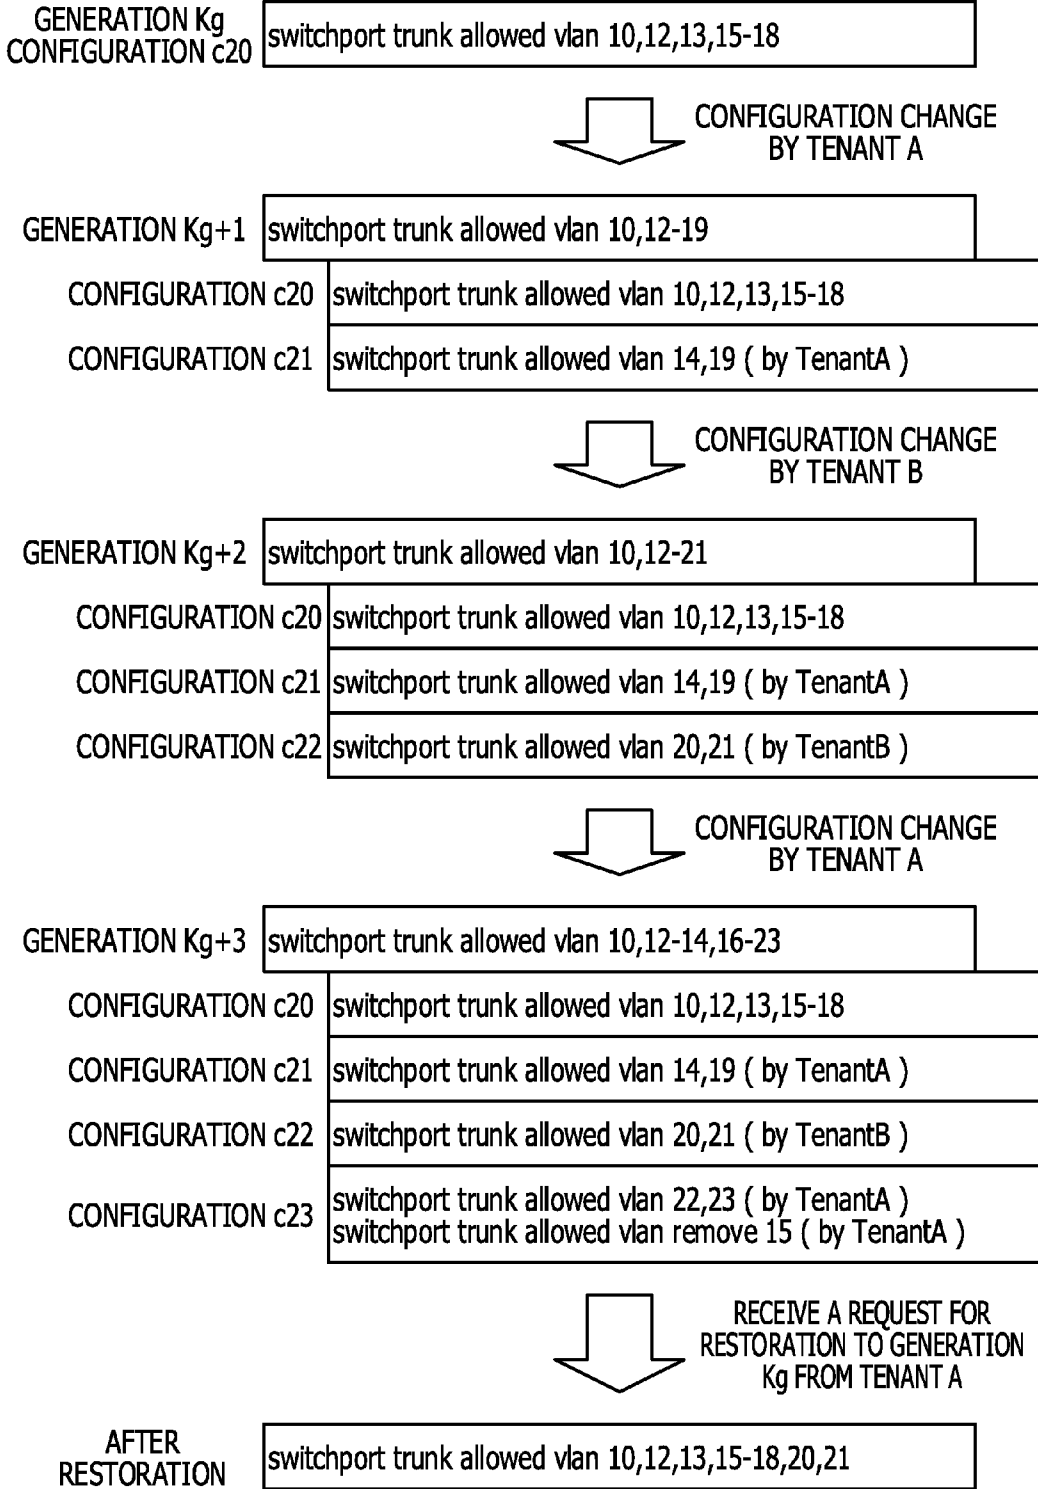 GENERATION Kg
CONFIGURATION c20
switchport trunk allowed vlan 10,12,13,15-18
CONFIGURATION CHANGE
BY TENANT A
GENERATION Kg+1
switchport trunk allowed vlan 10,12-19
CONFIGURATION c20
switchport trunk allowed vlan 10,12,13,15-18
CONFIGURATION c21
switchport trunk allowed vlan 14,19 ( by TenantA )
CONFIGURATION CHANGE
BY TENANT B
GENERATION Kg+2
switchport trunk allowed vlan 10,12-21
CONFIGURATION c20
switchport trunk allowed vlan 10,12,13,15-18
CONFIGURATION c21
switchport trunk allowed vlan 14,19 ( by TenantA )
CONFIGURATION c22
switchport trunk allowed vlan 20,21 ( by TenantB )
CONFIGURATION CHANGE
BY TENANT A
GENERATION Kg+3
switchport trunk allowed vlan 10,12-14,16-23
CONFIGURATION c20
switchport trunk allowed vlan 10,12,13,15-18
CONFIGURATION c21
switchport trunk allowed vlan 14,19 ( by TenantA )
CONFIGURATION c22
switchport trunk allowed vlan 20,21 ( by TenantB )
CONFIGURATION c23
switchport trunk allowed vlan 22,23 ( by TenantA )
switchport trunk allowed vlan remove 15 ( by TenantA )
RECEIVE A REQUEST FOR
RESTORATION TO GENERATION
Kg FROM TENANT A
AFTER
RESTORATION
switchport trunk allowed vlan 10,12,13,15-18,20,21